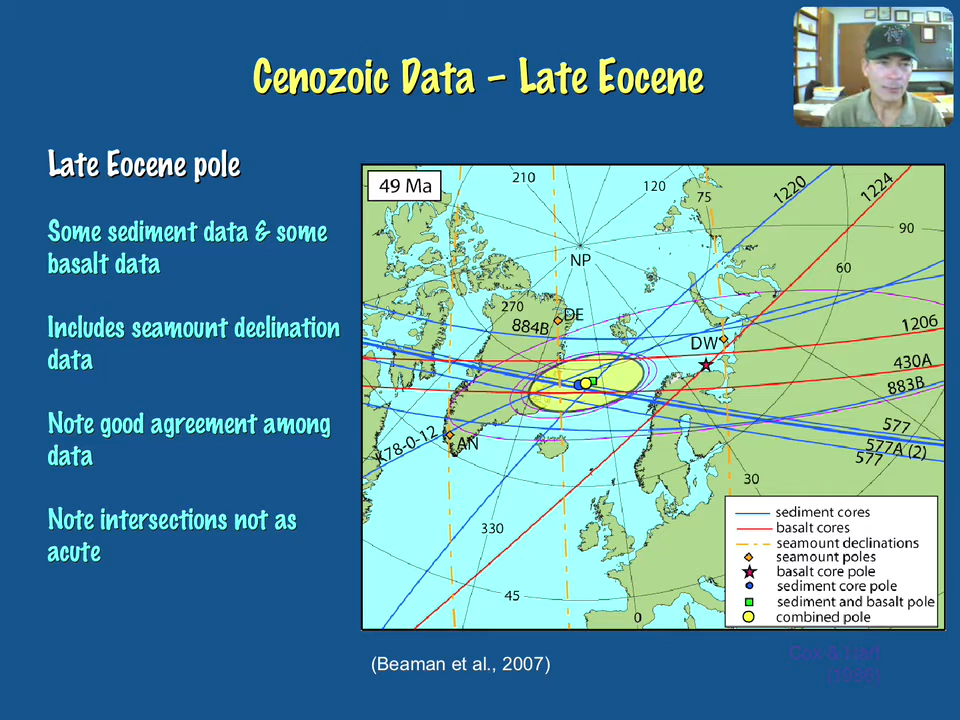 Cenozoic Data – Late Eocene
Late Eocene pole
Some sediment data & some
basalt data
Includes seamount declination
data
Note good agreement among
data
Note intersections not as
acute
49 Ma
210
120
75
1220
1224
90
NP
60
270
DE
884B
1206
DW
430A
883B
577
577A (2)
577
K78-0-12
AN
30
330
45
0
sediment cores
basalt cores
seamount declinations
seamount poles
basalt core pole
sediment core pole
sediment and basalt pole
combined pole
(Beaman et al., 2007)
Cox & Hart
(1986)